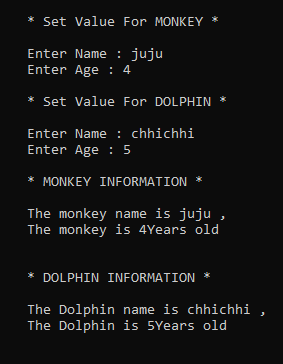 * Set Value For MONKEY *
Enter Name : juju
Enter Age : 4
* Set Value For DOLPHIN *
Enter Name : chhichhi
Enter Age : 5
* MONKEY INFORMATION *
The monkey name is juju ,
The monkey is 4Years old
* DOLPHIN INFORMATION *
The Dolphin name is chhichhi ,
The Dolphin is 5Years old